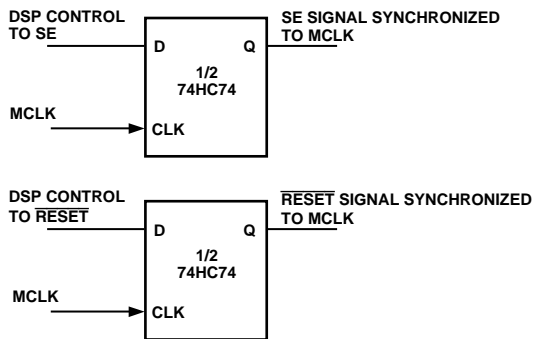 DSP CONTROL
TO SE
SE SIGNAL SYNCHRONIZED
TO MCLK
D Q
1/2
74HC74
MCLK
CLK
DSP CONTROL
TO RESET
RESET SIGNAL SYNCHRONIZED
TO MCLK
D Q
1/2
74HC74
MCLK
CLK